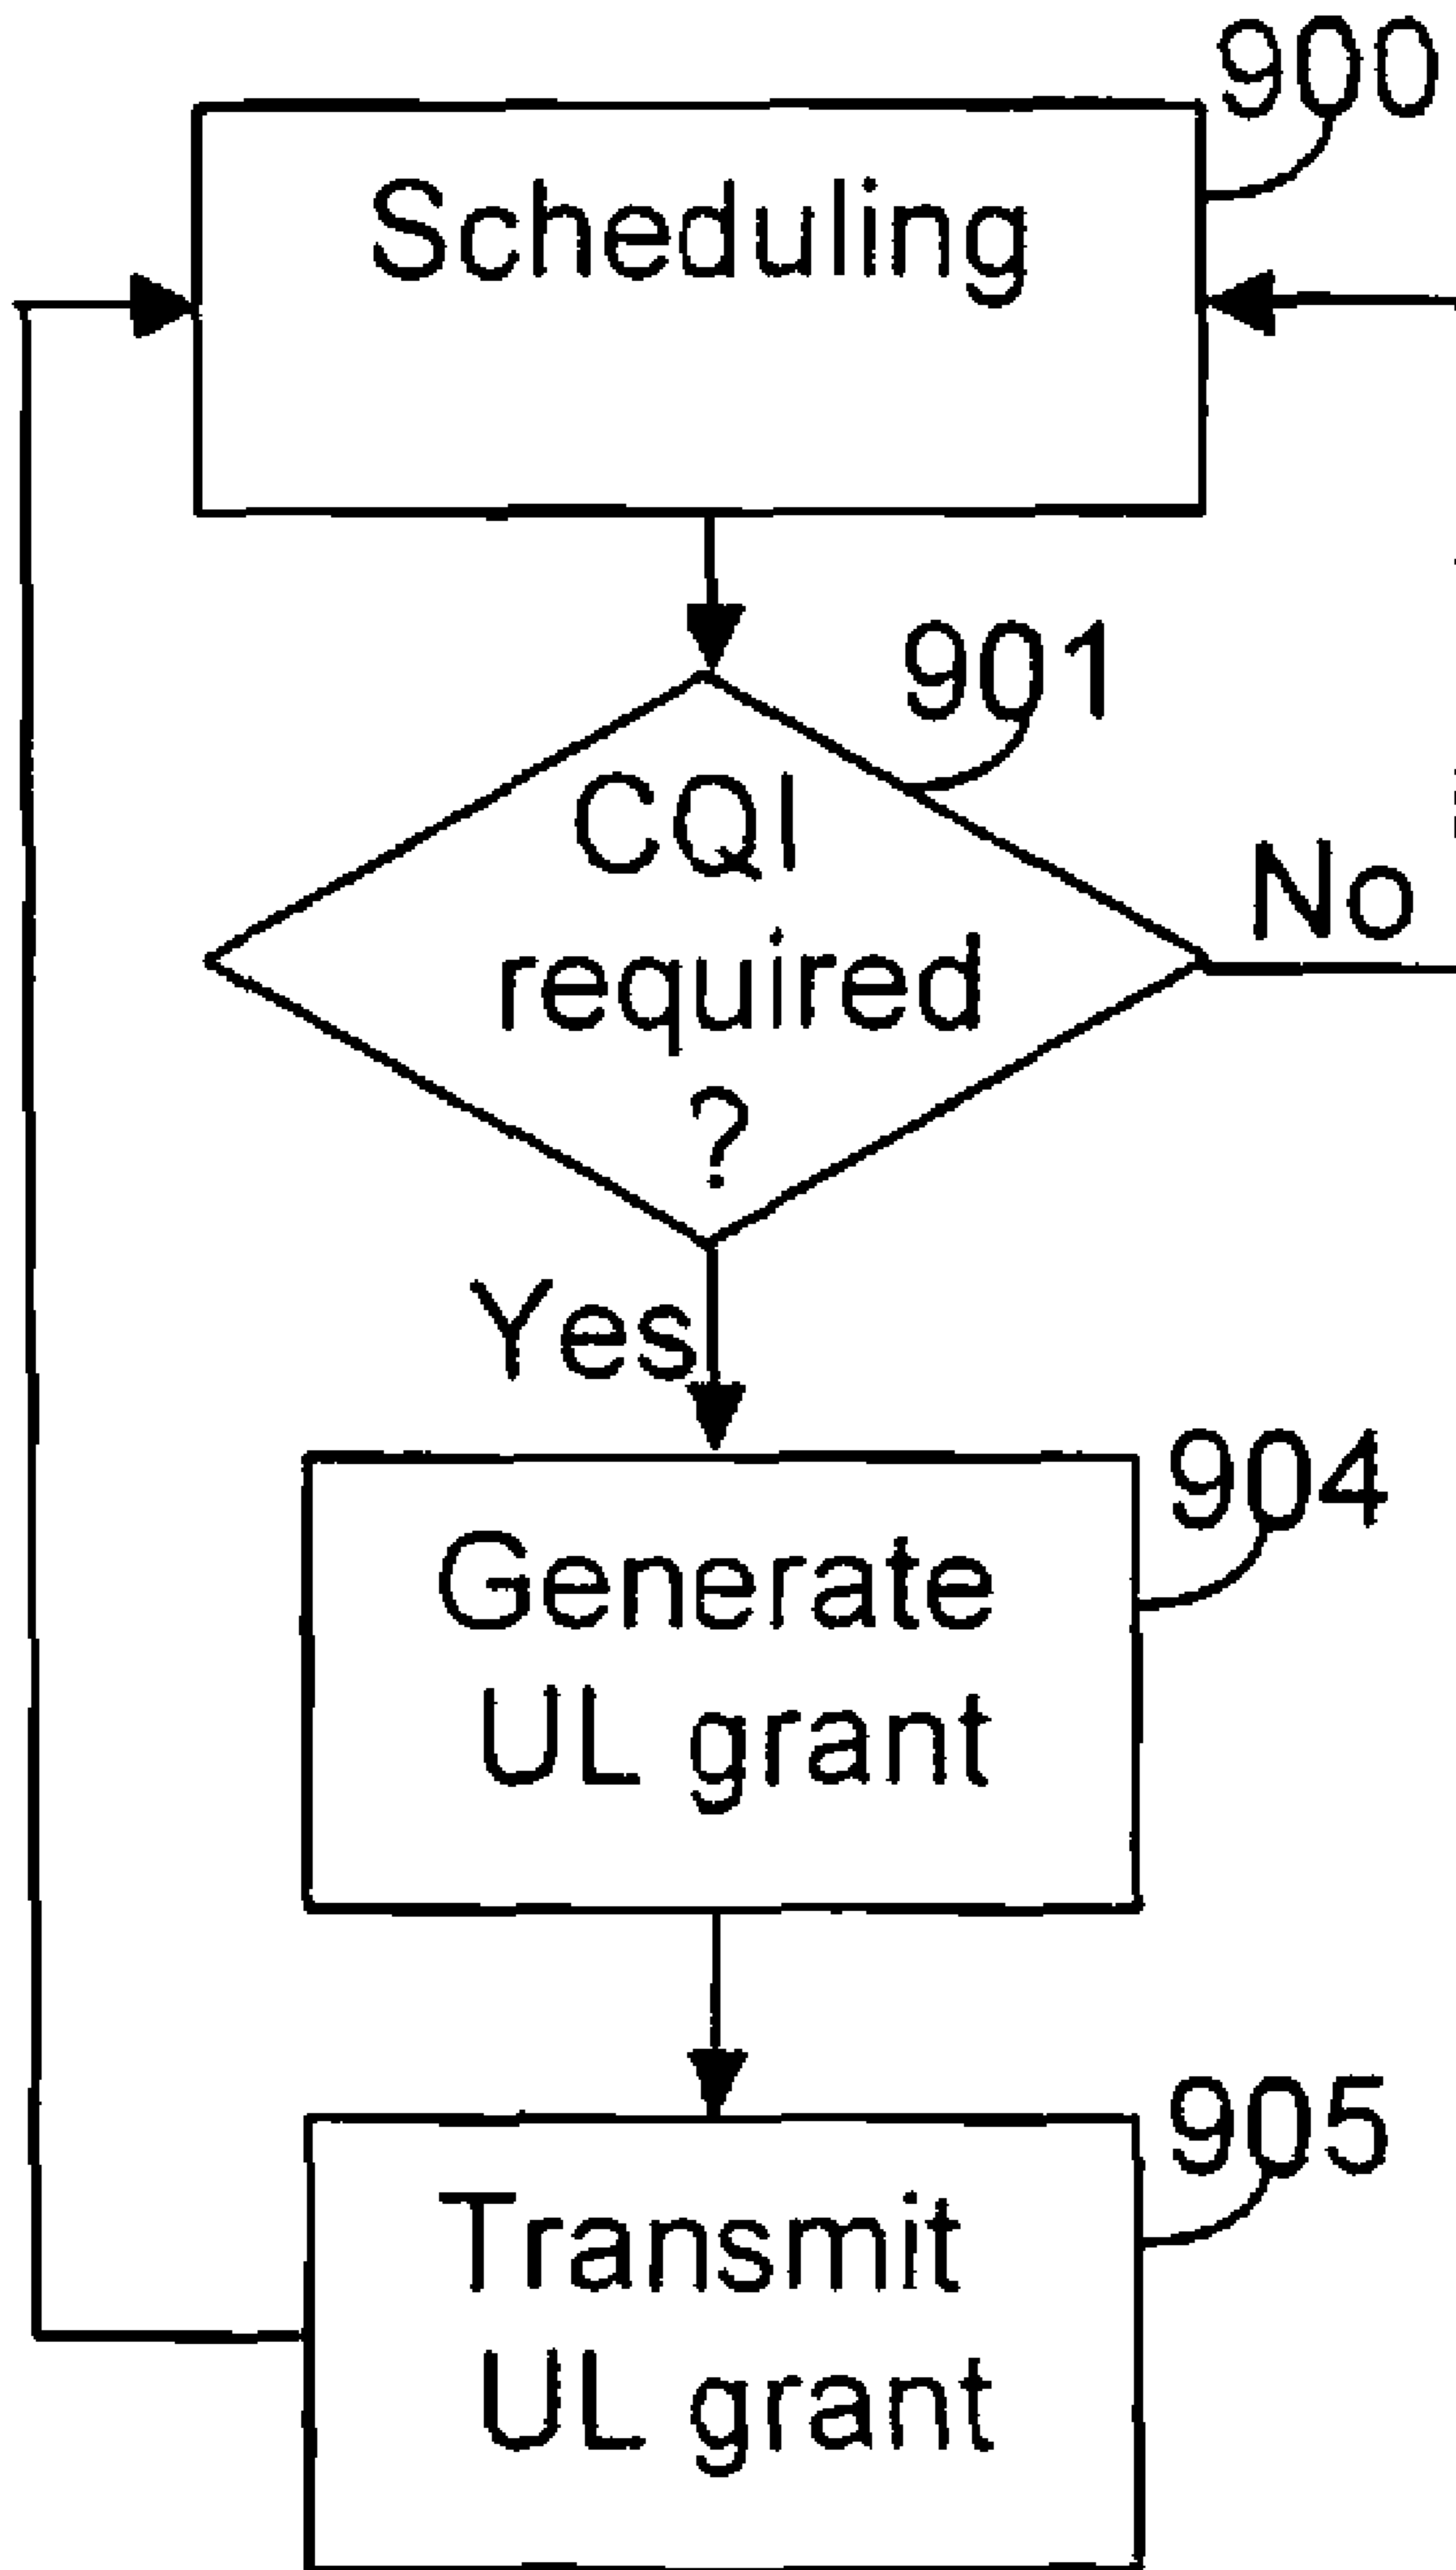 900
Scheduling
901
CQI
required
?
No
Yes
904
Generate
UL grant
905
Transmit
UL grant